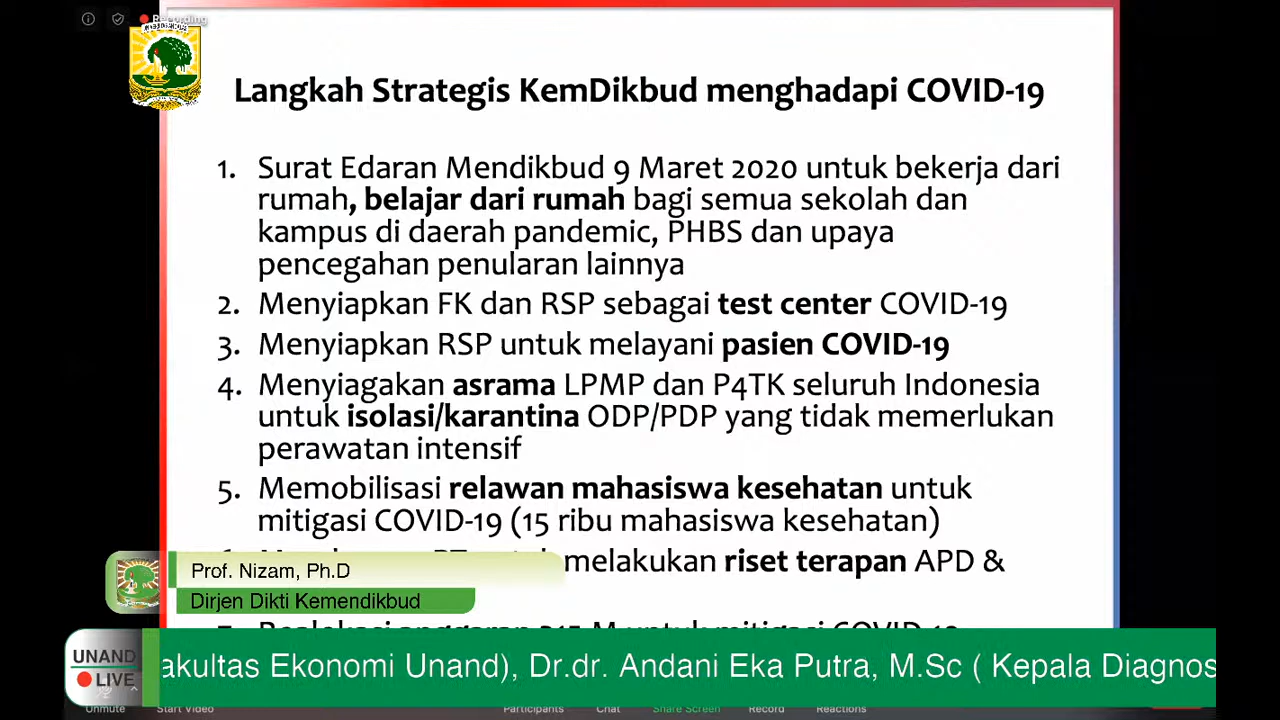 Recording
Langkah Strategis KemDikbud menghadapi COVID-19
1. Surat Edaran Mendikbud 9 Maret 2020 untuk bekerja dari
rumah, belajar dari rumah bagi semua sekolah dan
kampus di daerah pandemic, PHBS dan upaya
pencegahan penularan lainnya
2. Menyiapkan FK dan RSP sebagai test center COVID-19
3. Menyiapkan RSP untuk melayani pasien COVID-19
4. Menyiagakan asrama LPMP dan P4TK seluruh Indonesia
untuk isolasi/karantina ODP/PDP yang tidak memerlukan
perawatan intensif
5. Memobilisasi relawan mahasiswa kesehatan untuk
mitigasi COVID-19 (15 ribu mahasiswa kesehatan)
melakukan riset terapan APD &
Prof. Nizam, Ph.D
Dirjen Dikti Kemendikbud
untuk mitigasi COVID-19
UNAND
LIVE
akultas Ekonomi Unand), Dr.dr. Andani Eka Putra, M.Sc ( Kepala Diagnos
Unmute Start Video Participants Chat Share Screen Record Reactions